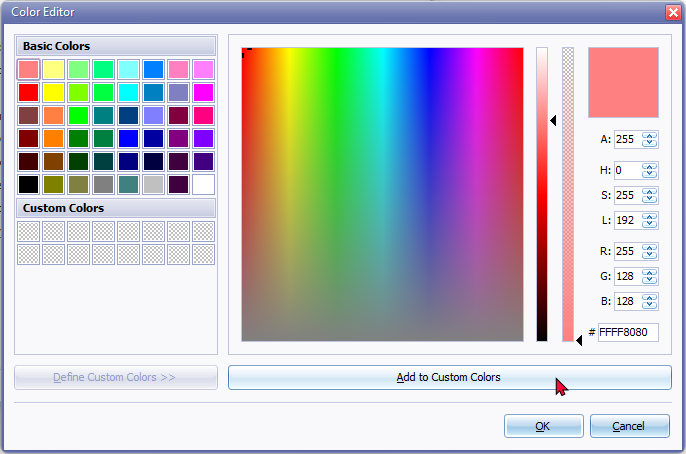 Color Editor
Basic Colors
Custom Colors
Define Custom Colors >>
A: 255
H: 0
S: 255
L: 192
R: 255
G: 128
B: 128
# FFFF8080
Add to Custom Colors
OK
Cancel